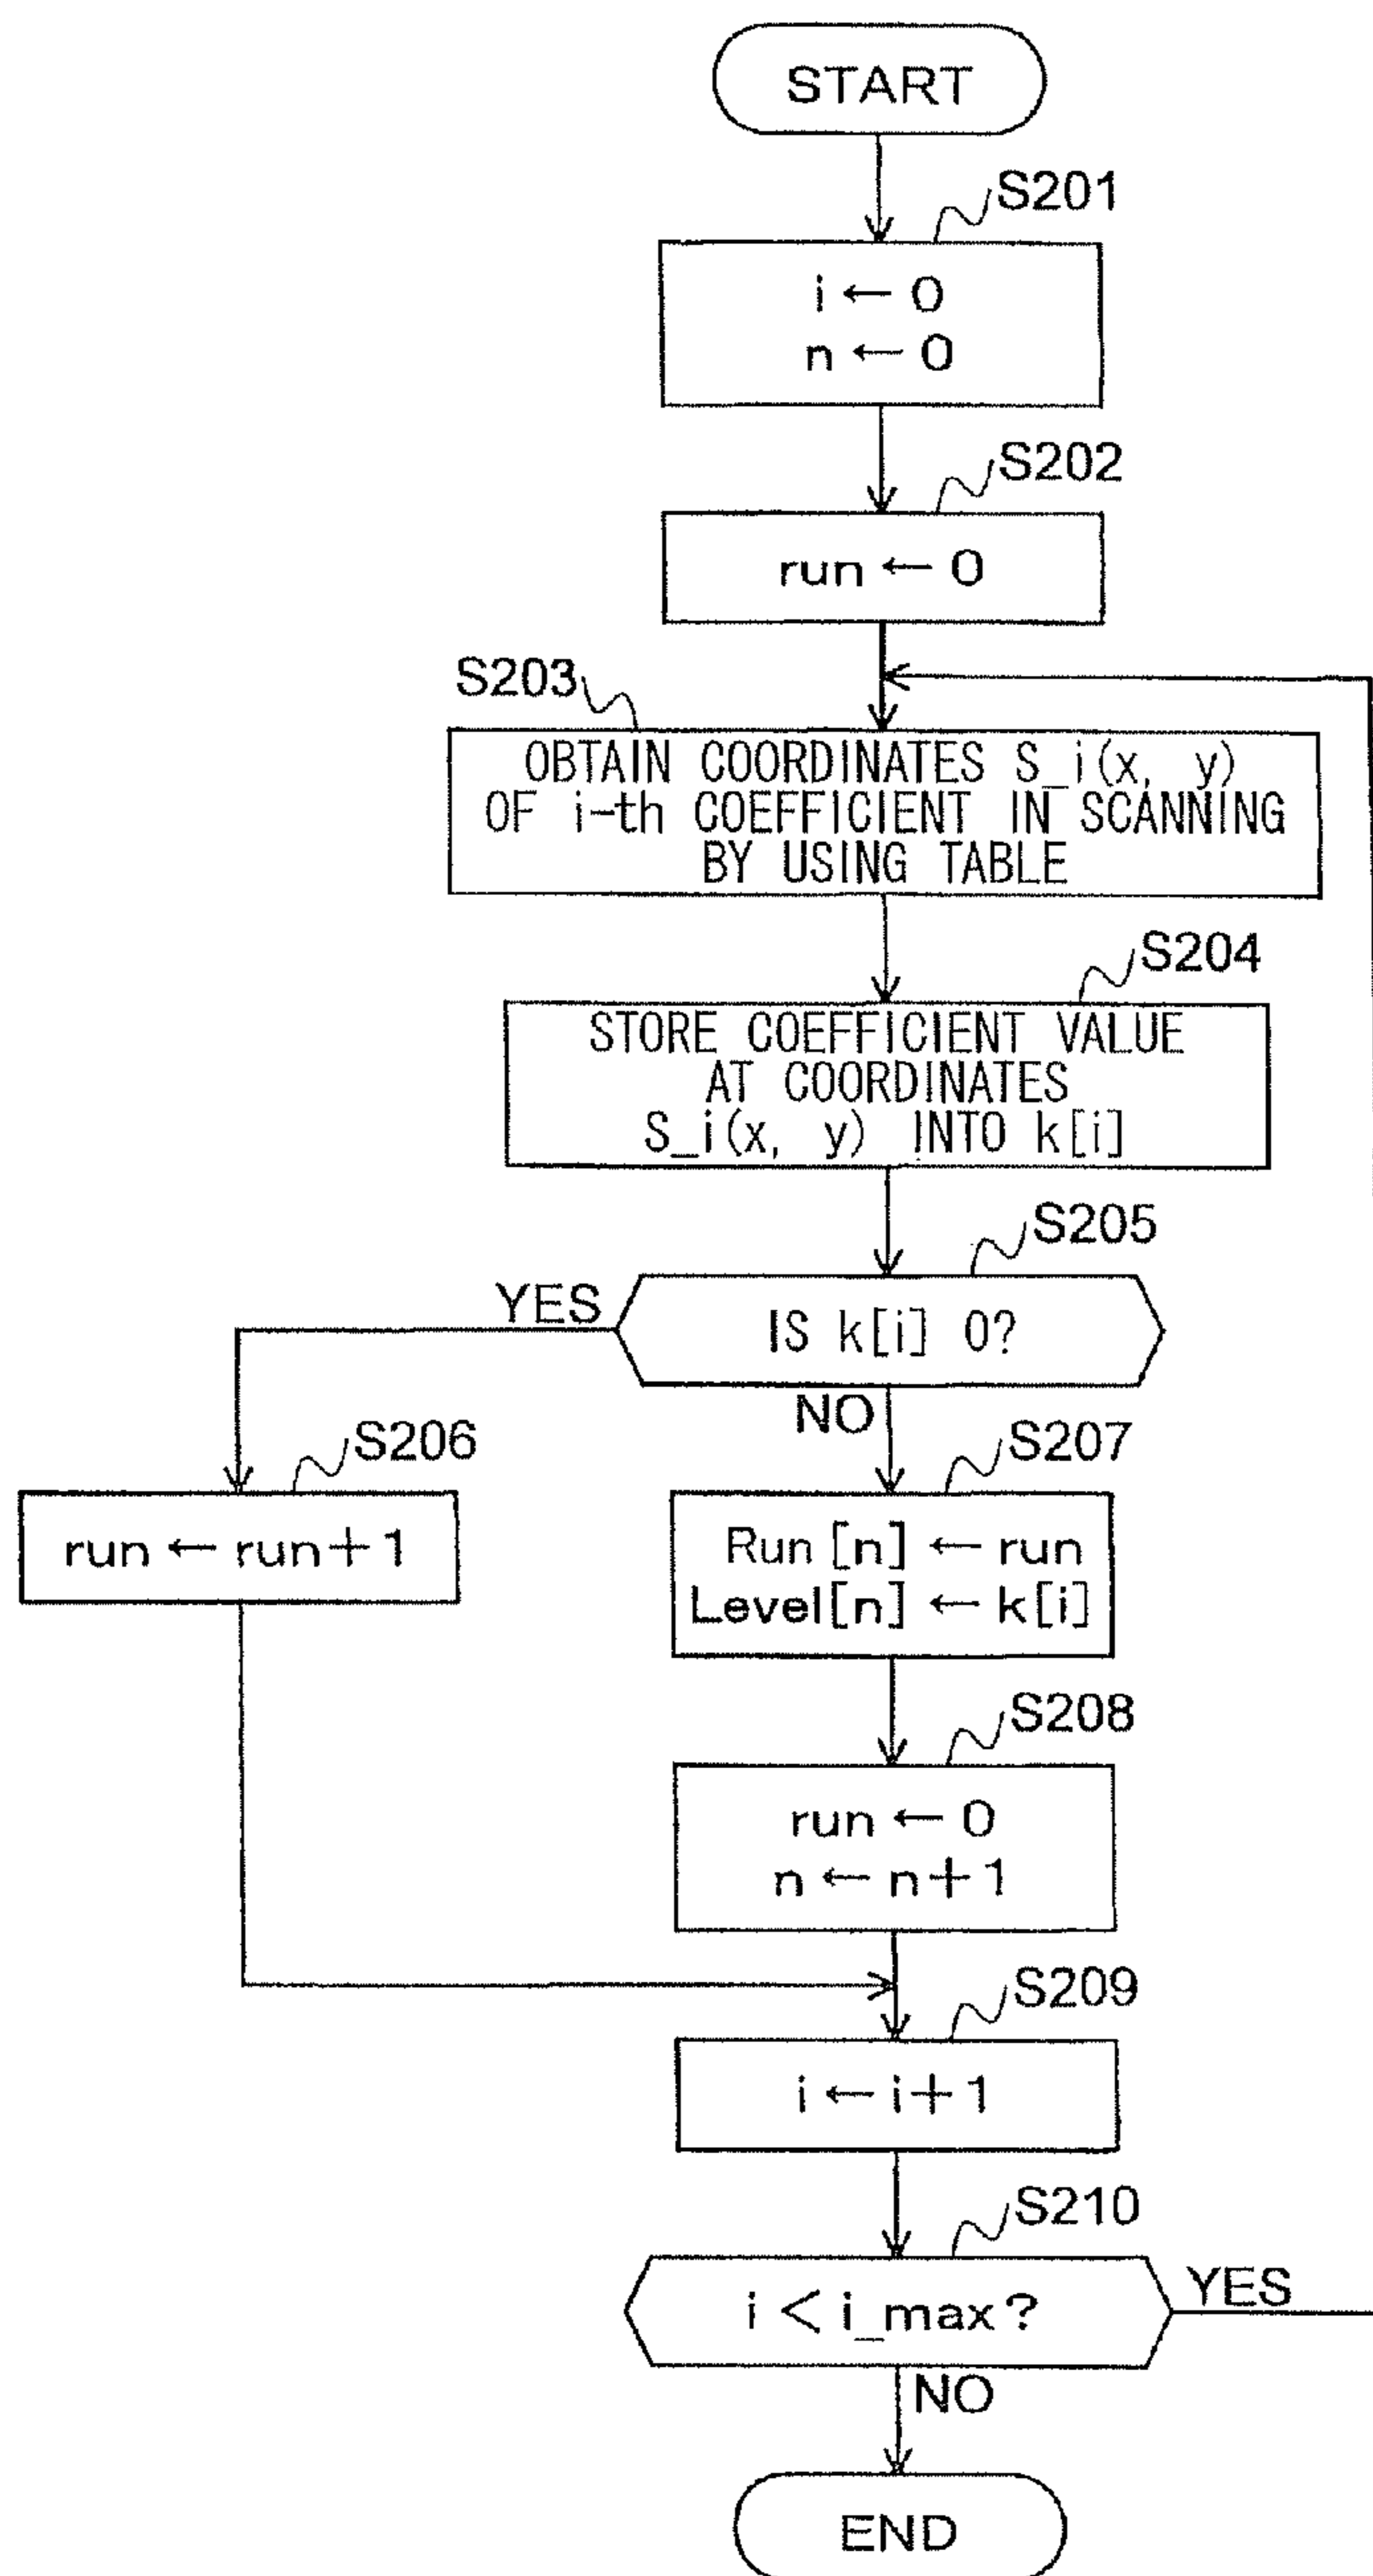 START
S201
i ← 0
n ← 0
S202
run ← 0
S203
OBTAIN COORDINATES S_i(x, y)
OF i-th COEFFICIENT IN SCANNING
BY USING TABLE
S204
STORE COEFFICIENT VALUE
AT COORDINATES
S_i(x, y) INTO k[i]
S205
YES
IS k[i] 0?
NO
S206
run ← run+1
S207
Run[n] ← run
Level[n] ← k[i]
S208
run ← 0
n ← n+1
S209
i ← i+1
S210
i < i_max?
YES
NO
END